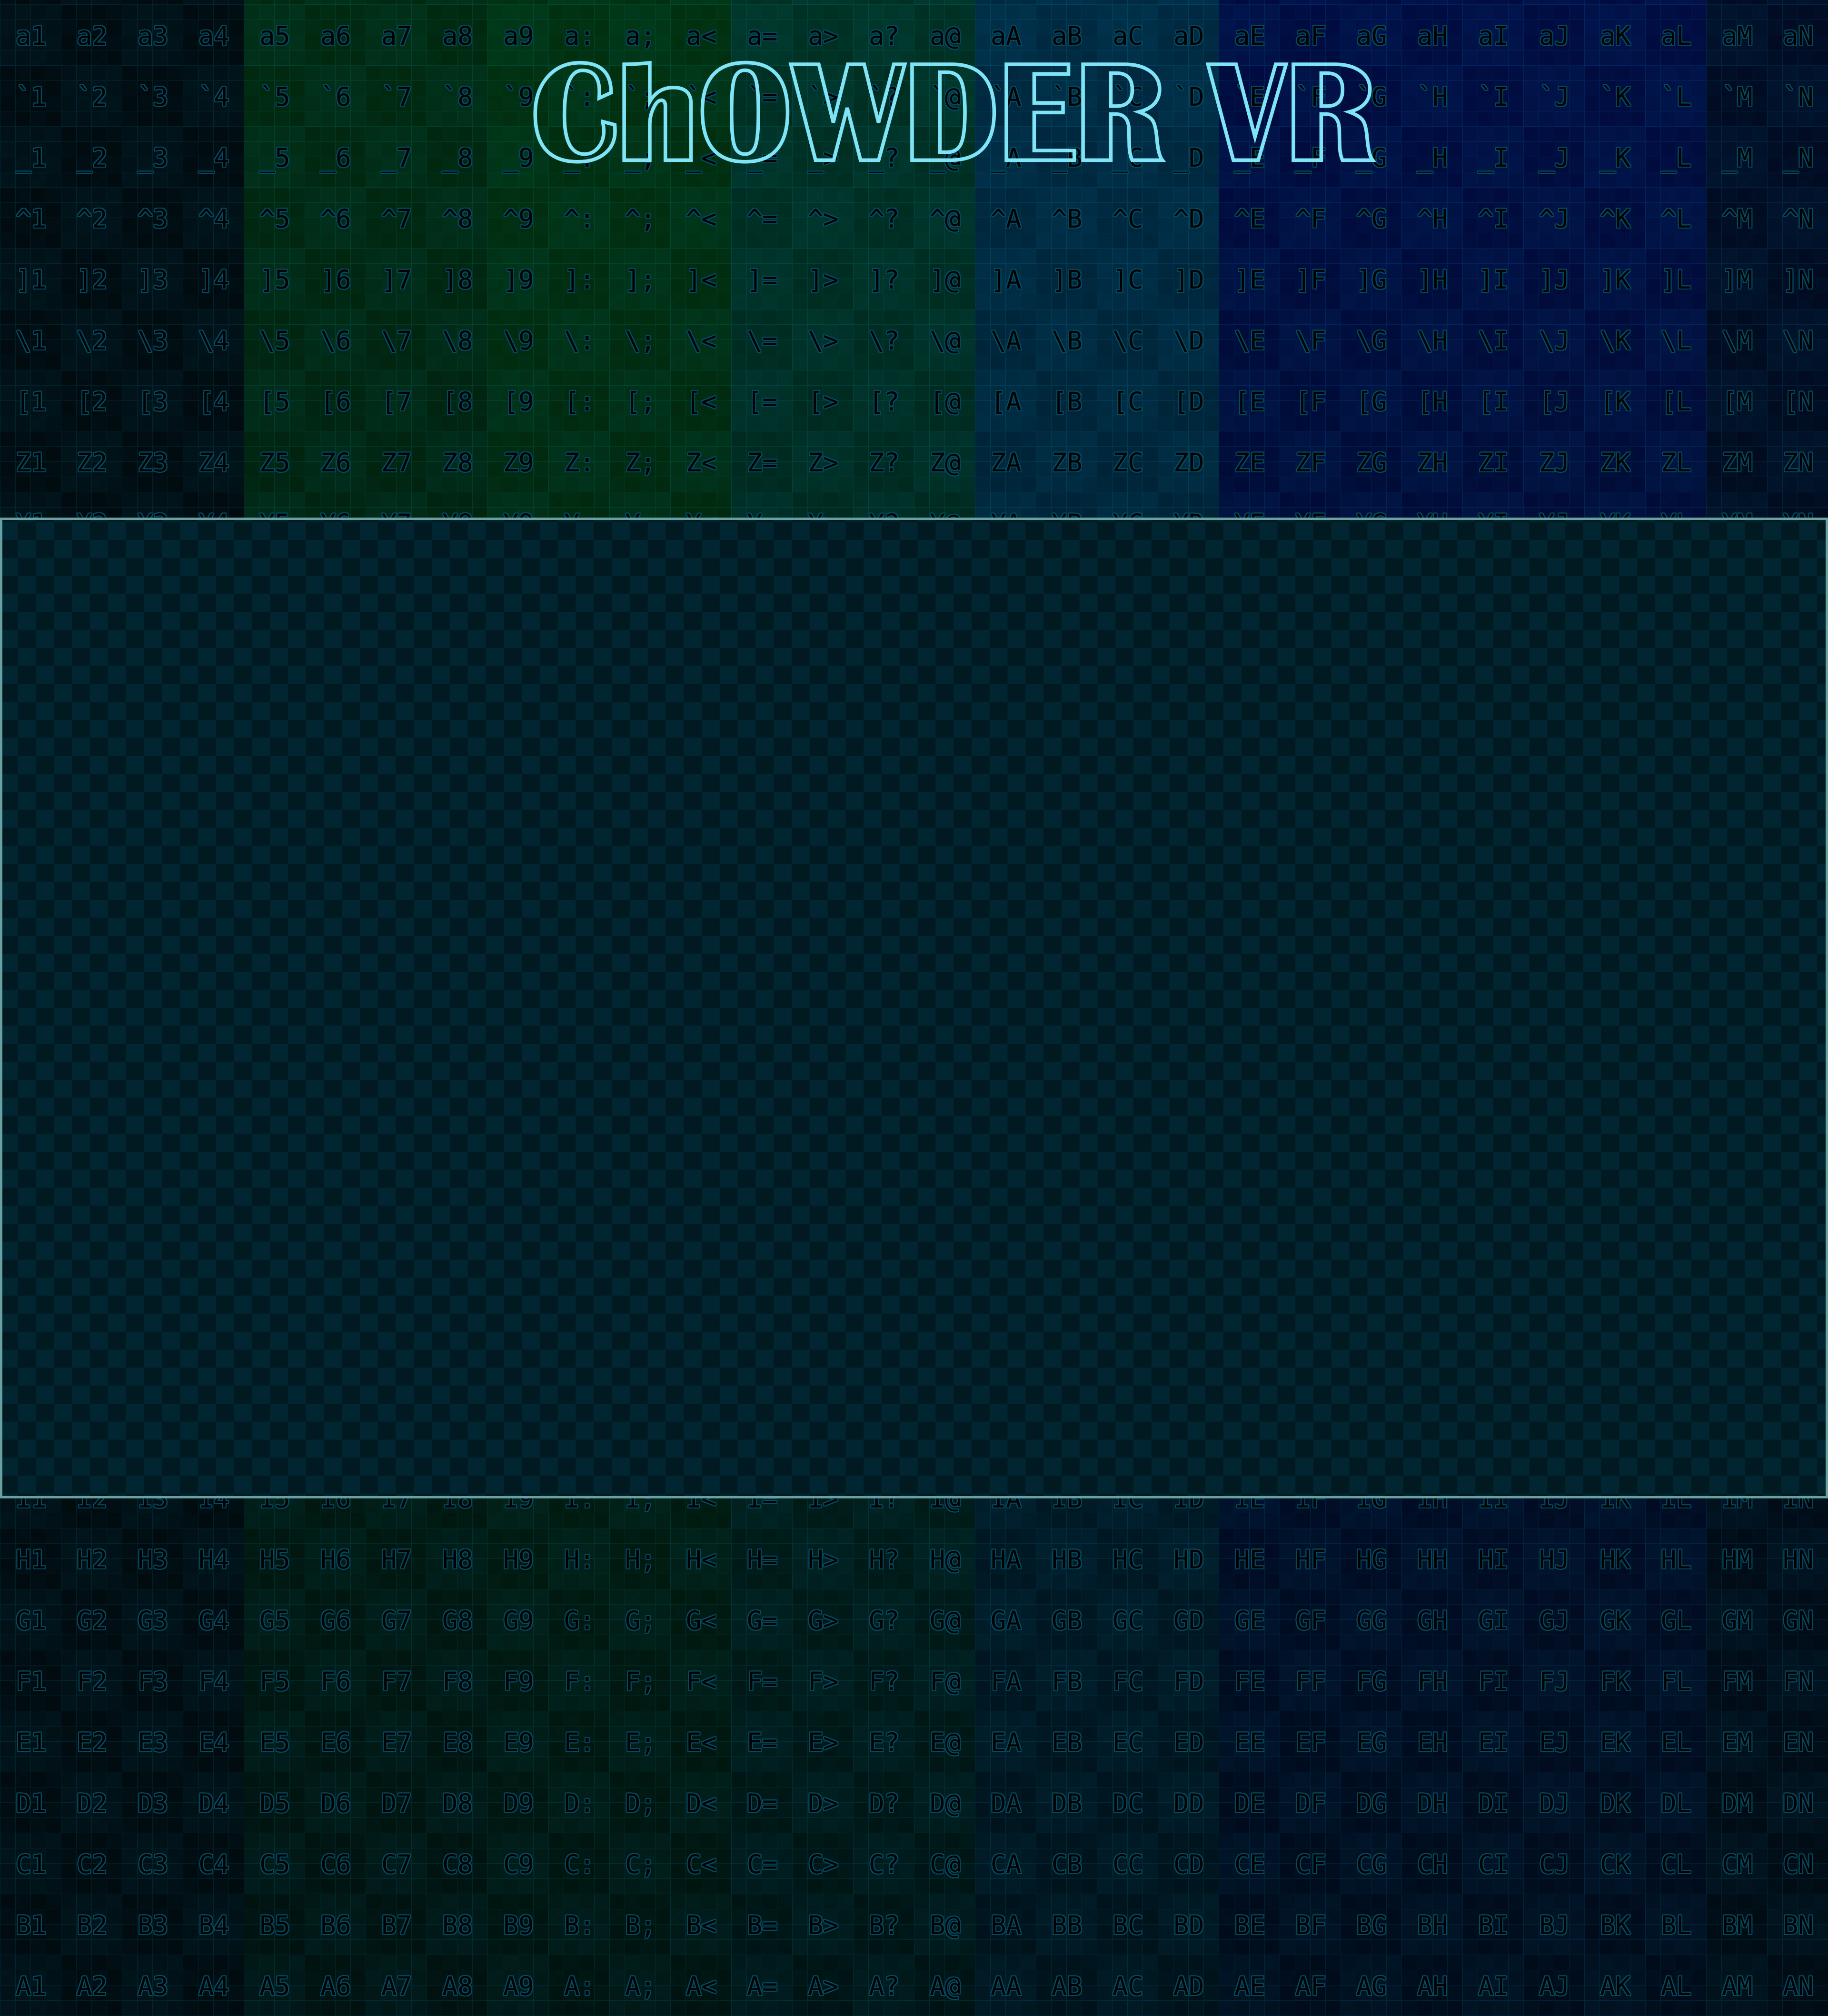 a1 a2 a3 a4 a5 a6 a7 a8 a9 a: a; a< a= a> a? a@ aA aB aC aD aE aF aG aH aI aJ aK aL aM aN
ChOWDER VR
`1 `2 `3 `4 `5 `6 `7 `8 `9 `: `; `< `= `> `? `@ `A `B `C `D `E `F `G `H `I `J `K `L `M `N
_1 _2 _3 _4 _5 _6 _7 _8 _9 _: _; _< _= _> _? _@ _A _B _C _D _E _F _G _H _I _J _K _L _M _N
^1 ^2 ^3 ^4 ^5 ^6 ^7 ^8 ^9 ^: ^; ^< ^= ^> ^? ^@ ^A ^B ^C ^D ^E ^F ^G ^H ^I ^J ^K ^L ^M ^N
]1 ]2 ]3 ]4 ]5 ]6 ]7 ]8 ]9 ]: ]; ]< ]= ]> ]? ]@ ]A ]B ]C ]D ]E ]F ]G ]H ]I ]J ]K ]L ]M ]N
\1 \2 \3 \4 \5 \6 \7 \8 \9 \: \; \< \= \> \? \@ \A \B \C \D \E \F \G \H \I \J \K \L \M \N
[1 [2 [3 [4 [5 [6 [7 [8 [9 [: [; [< [= [> [? [@ [A [B [C [D [E [F [G [H [I [J [K [L [M [N
Z1 Z2 Z3 Z4 Z5 Z6 Z7 Z8 Z9 Z: Z; Z< Z= Z> Z? Z@ ZA ZB ZC ZD ZE ZF ZG ZH ZI ZJ ZK ZL ZM ZN
H1 H2 H3 H4 H5 H6 H7 H8 H9 H: H; H< H= H> H? H@ HA HB HC HD HE HF HG HH HI HJ HK HL HM HN
G1 G2 G3 G4 G5 G6 G7 G8 G9 G: G; G< G= G> G? G@ GA GB GC GD GE GF GG GH GI GJ GK GL GM GN
F1 F2 F3 F4 F5 F6 F7 F8 F9 F: F; F< F= F> F? F@ FA FB FC FD FE FF FG FH FI FJ FK FL FM FN
E1 E2 E3 E4 E5 E6 E7 E8 E9 E: E; E< E= E> E? E@ EA EB EC ED EE EF EG EH EI EJ EK EL EM EN
D1 D2 D3 D4 D5 D6 D7 D8 D9 D: D; D< D= D> D? D@ DA DB DC DD DE DF DG DH DI DJ DK DL DM DN
C1 C2 C3 C4 C5 C6 C7 C8 C9 C: C; C< C= C> C? C@ CA CB CC CD CE CF CG CH CI CJ CK CL CM CN
B1 B2 B3 B4 B5 B6 B7 B8 B9 B: B; B< B= B> B? B@ BA BB BC BD BE BF BG BH BI BJ BK BL BM BN
A1 A2 A3 A4 A5 A6 A7 A8 A9 A: A; A< A= A> A? A@ AA AB AC AD AE AF AG AH AI AJ AK AL AM AN